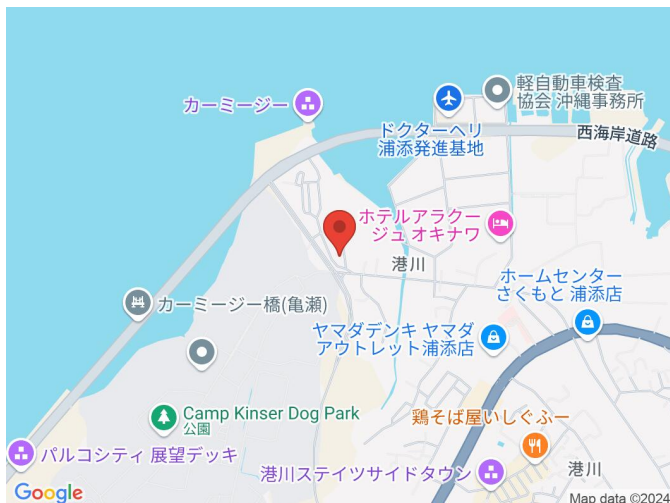 軽自動車検査
協会 沖縄事務所
カーミージー
ドクターヘリ
浦添発進基地
西海岸道路
ホテルアラクー
ジュ オキナワ
港川
ホームセンター
さくもと 浦添店
カーミージー橋(亀瀬)
ヤマダデンキ ヤマダ
アウトレット浦添店
Camp Kinser Dog Park
公園
鶏そば屋いしぐふー
パルコシティ 展望デッキ
港川ステイツサイドタウン
港川
Google
Map data ©2024